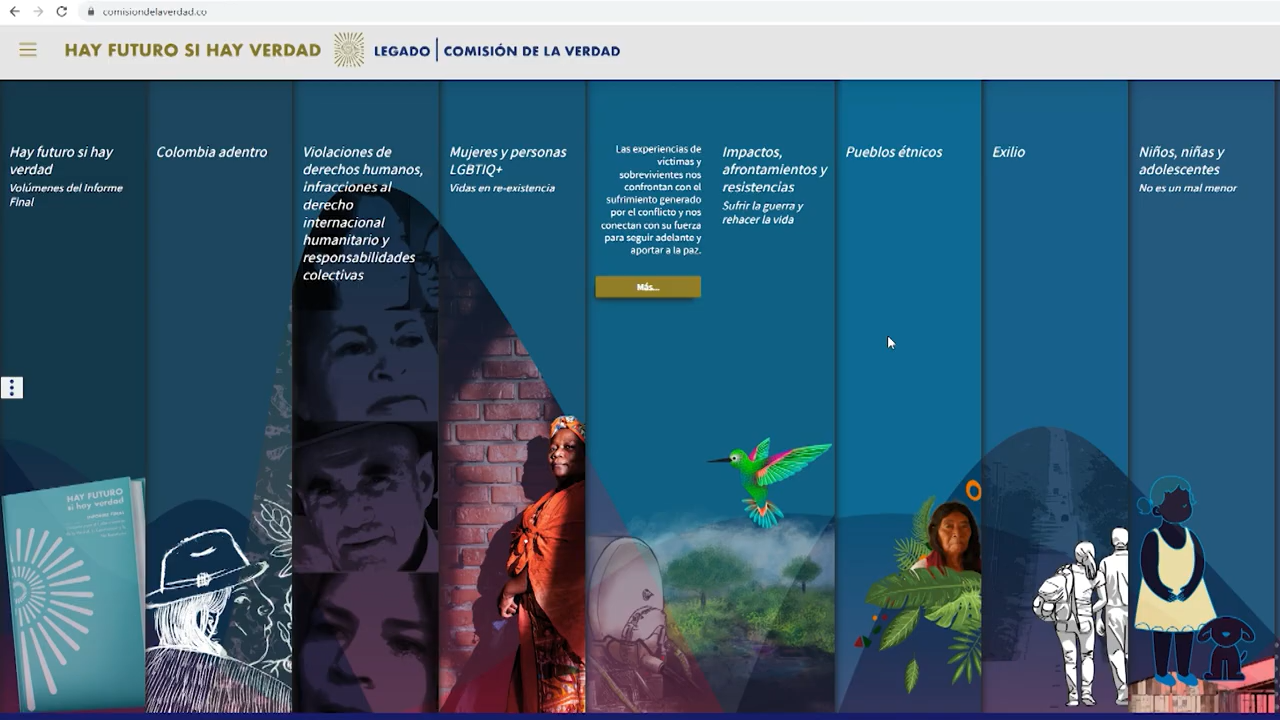 comisiondelaverdad.co
HAY FUTURO SI HAY VERDAD
LEGADO
COMISIÓN DE LA VERDAD
Hay futuro si hay
verdad
Volúmenes del Informe
Final
Colombia adentro
Violaciones de
derechos humanos,
infracciones al
derecho
internacional
humanitario y
responsabilidades
colectivas
Mujeres y personas
LGBTIQ+
Vidas en re-existencia
Las experiencias de
víctimas y
sobrevivientes nos
confrontan con el
sufrimiento generado
por el conflicto y nos
conectan con su fuerza
para seguir adelante y
aportar a la paz.
Más...
Impactos,
afrontamientos y
resistencias
Sufrir la guerra y
rehacer la vida
Pueblos étnicos
Exilio
Niños, niñas y
adolescentes
No es un mal menor
HAY FUTURO
si hay verdad